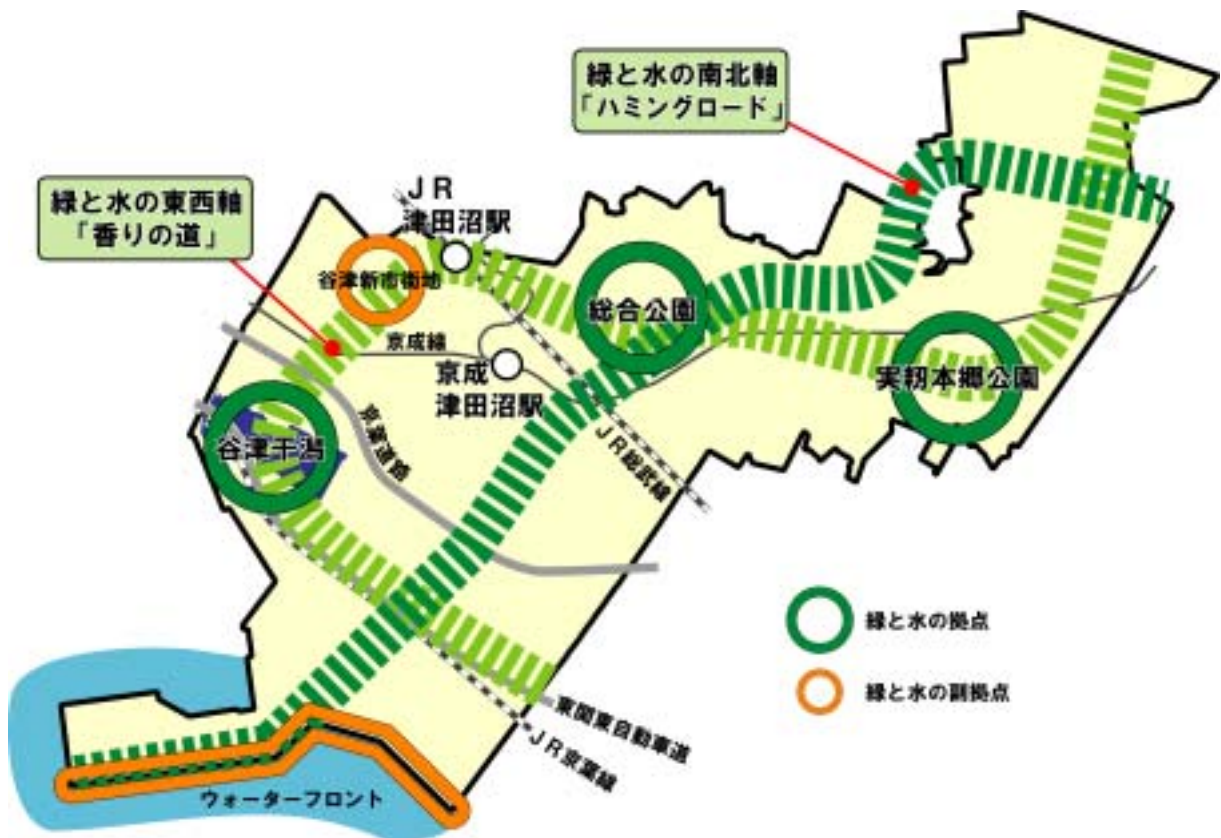 緑と水の南北軸
「ハミングロード」
緑と水の東西軸
「香りの道」
JR
津田沼駅
谷津新市街地
総合公園
京成線
京成
津田沼駅
実籾本郷公園
谷津干潟
京葉道路
JR総武線
緑と水の拠点
緑と水の副拠点
東関東自動車道
JR京葉線
ウォーターフロント